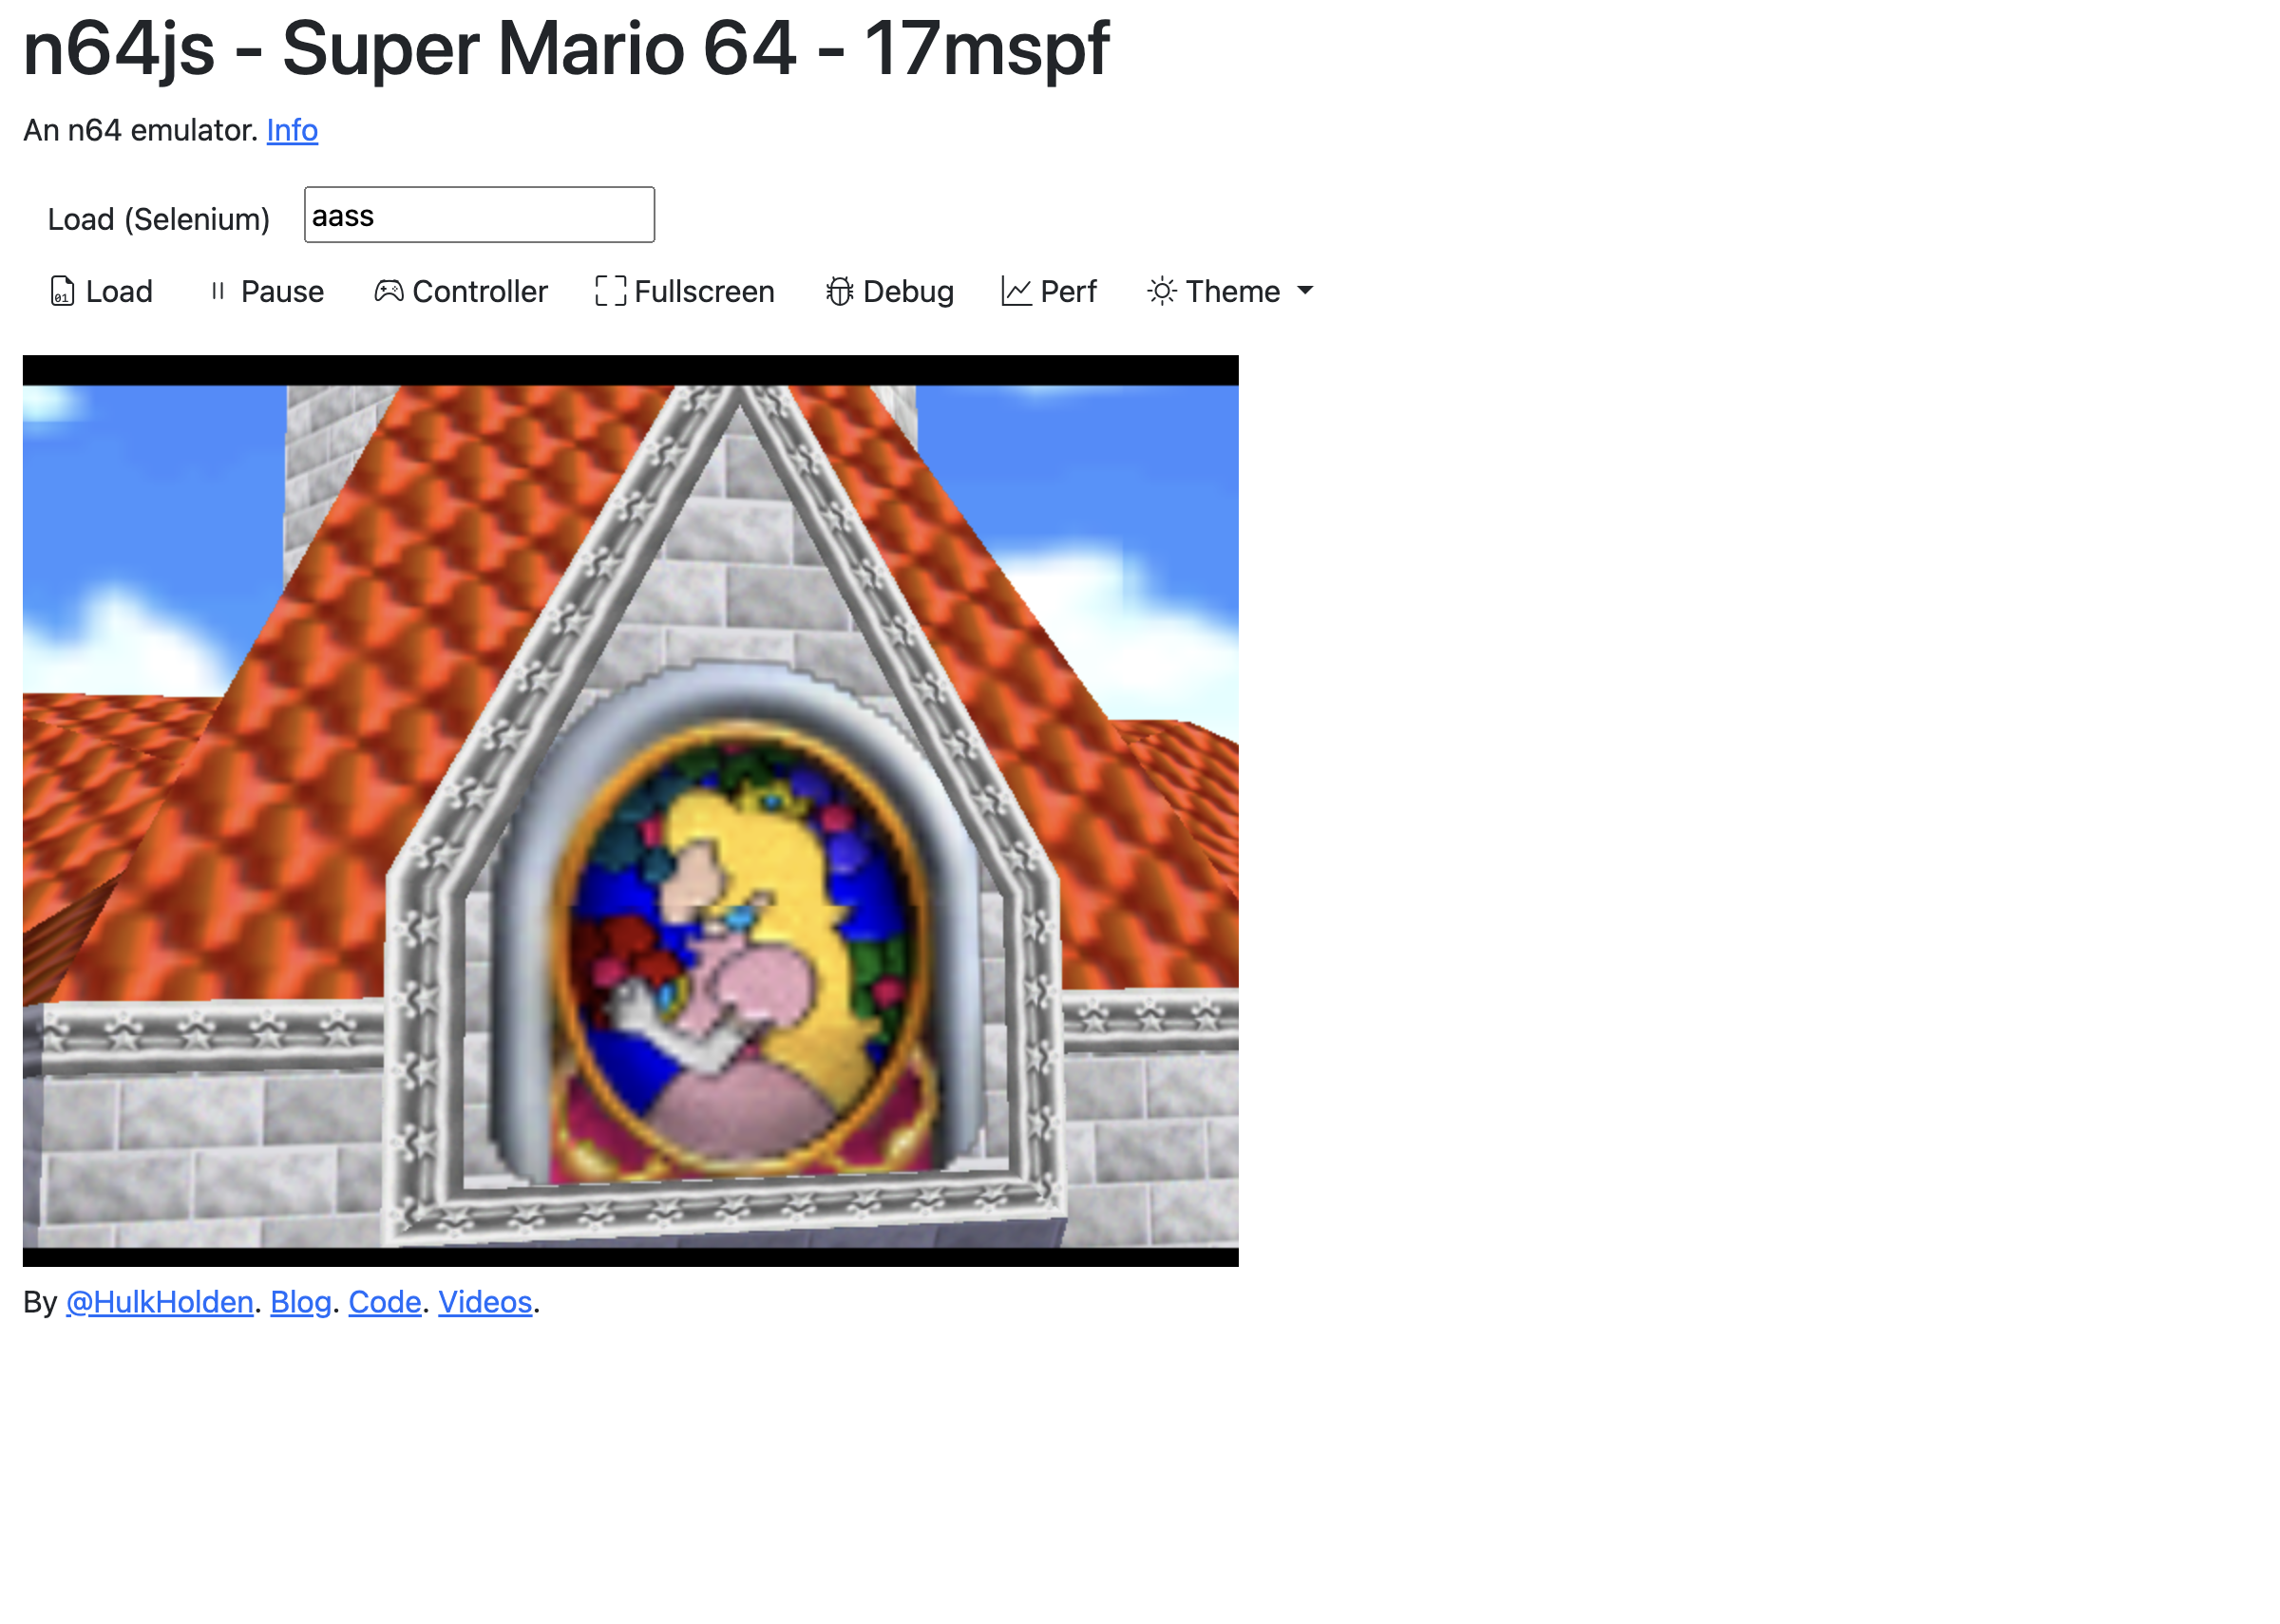 n64js - Super Mario 64 - 17mspf
An n64 emulator. Info
Load (Selenium) aass
Load Pause Controller Fullscreen Debug Perf Theme
By @HulkHolden. Blog. Code. Videos.